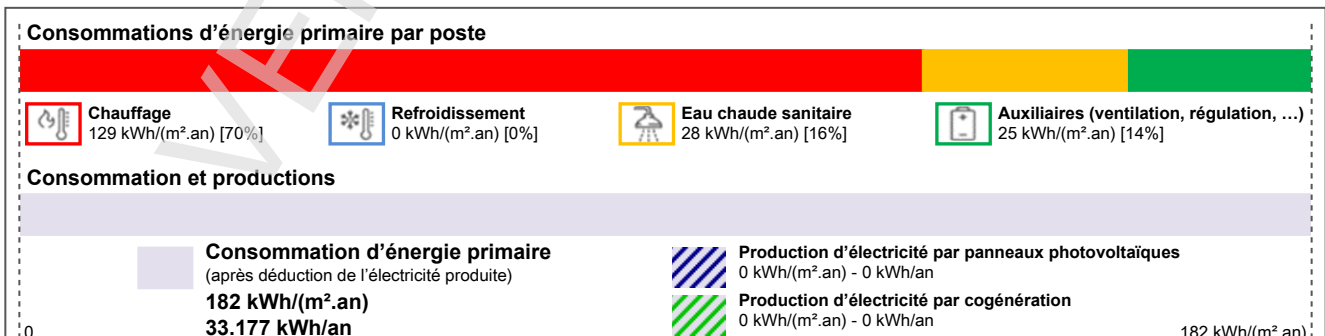 Consommations d'énergie primaire par poste
Chauffage
129 kWh/(m².an) [70%]
Refroidissement
0 kWh/(m².an) [0%]
Eau chaude sanitaire
28 kWh/(m².an) [16%]
Auxiliaires (ventilation, régulation, …)
25 kWh/(m².an) [14%]
Consommation et productions
Consommation d'énergie primaire
(après déduction de l'électricité produite)
182 kWh/(m².an)
33.177 kWh/an
Production d'électricité par panneaux photovoltaïques
0 kWh/(m².an) - 0 kWh/an
Production d'électricité par cogénération
0 kWh/(m².an) - 0 kWh/an
0
182 kWh/(m².an)